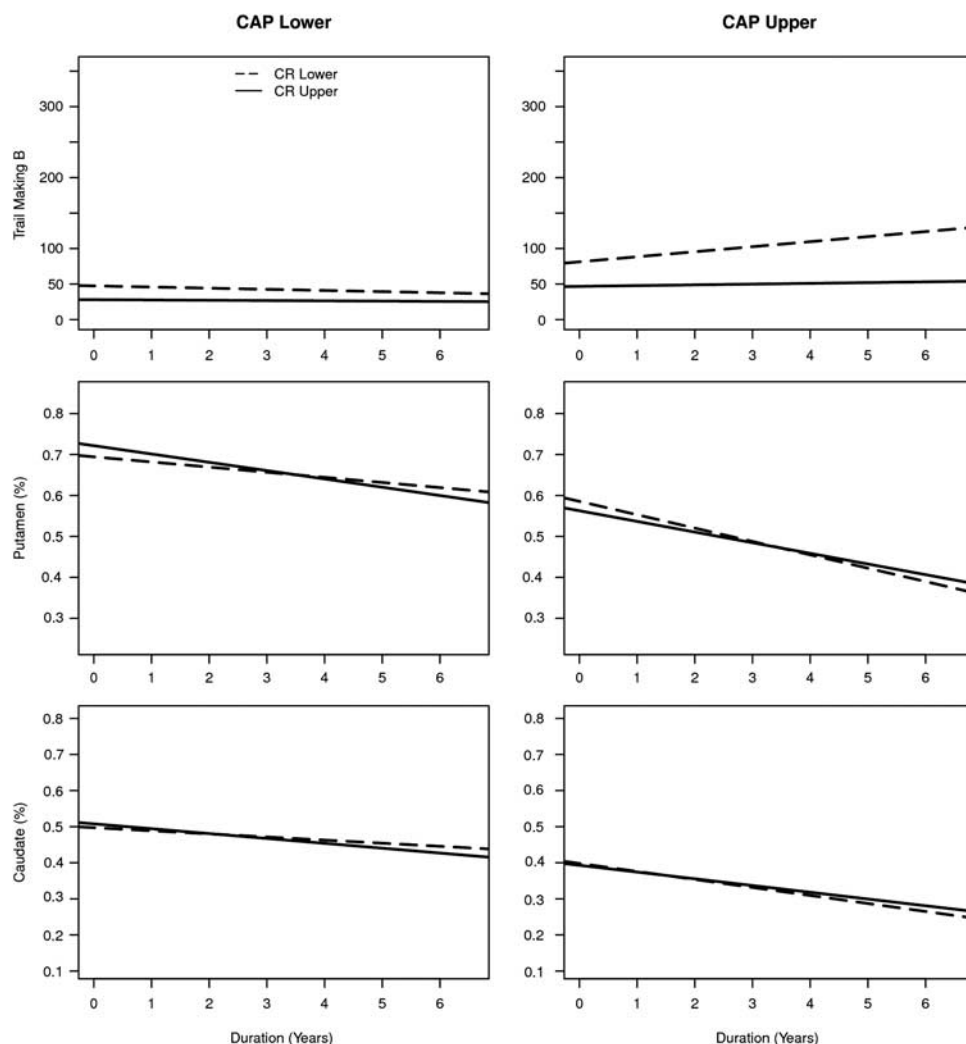 CAP Lower
CAP Upper
CR Lower
CR Upper
Trail Making B
300
200
100
50
0
0 1 2 3 4 5 6
300
200
100
50
0
0 1 2 3 4 5 6
Putamen (%)
0.8
0.7
0.6
0.5
0.4
0.3
0 1 2 3 4 5 6
0.8
0.7
0.6
0.5
0.4
0.3
0 1 2 3 4 5 6
Caudate (%)
0.8
0.7
0.6
0.5
0.4
0.3
0.2
0.1
0 1 2 3 4 5 6
Duration (Years)
0.8
0.7
0.6
0.5
0.4
0.3
0.2
0.1
0 1 2 3 4 5 6
Duration (Years)